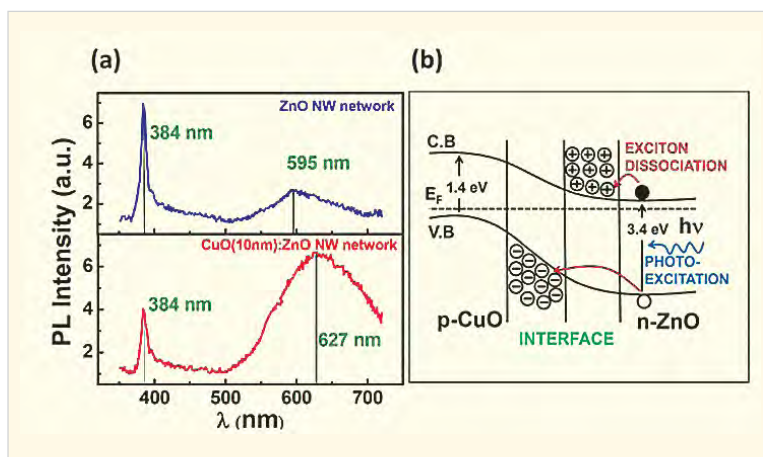 (a)
ZnO NW network
384 nm
595 nm
6
4
2
CuO(10nm):ZnO NW network
384 nm
627 nm
6
4
2
PL Intensity (a.u.)
400 500 600 700
λ (nm)
(b)
C.B
EXCITON
DISSOCIATION
E_F
1.4 eV
V.B
3.4 eV
hν
PHOTO-
EXCITATION
p-CuO
n-ZnO
INTERFACE